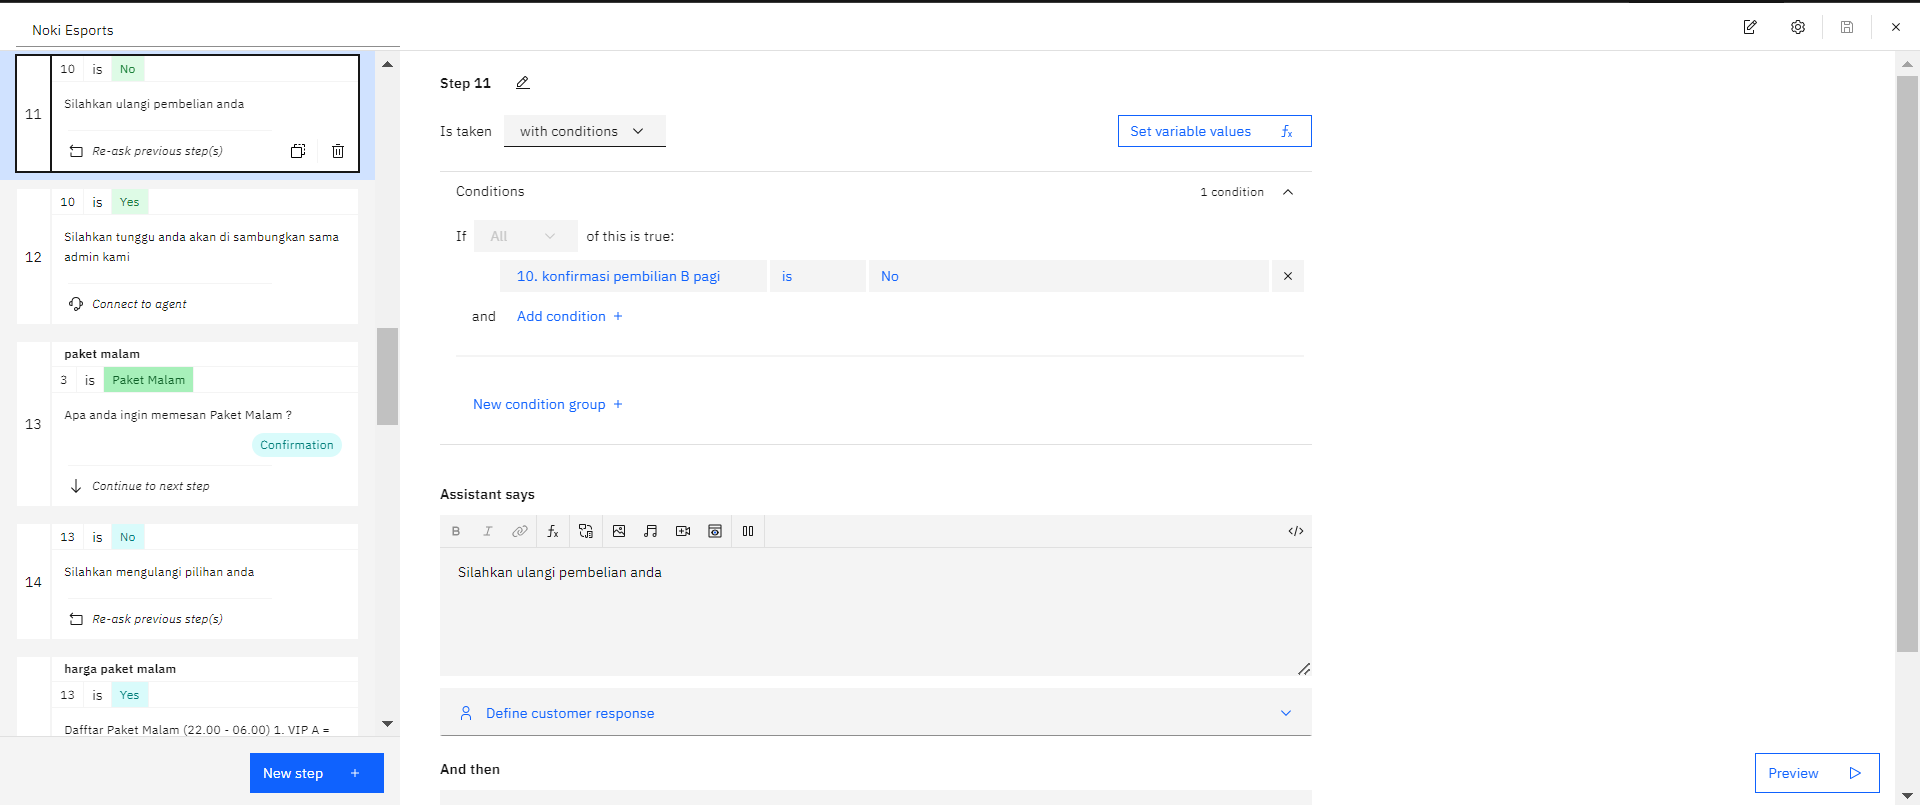 Noki Esports
10 is No
11
Silahkan ulangi pembelian anda
Re-ask previous step(s)
10 is Yes
12
Silahkan tunggu anda akan di sambungkan sama
admin kami
Connect to agent
paket malam
3 is Paket Malam
13
Apa anda ingin memesan Paket Malam ?
Confirmation
Continue to next step
13 is No
14
Silahkan mengulangi pilihan anda
Re-ask previous step(s)
harga paket malam
13 is Yes
Dafftar Paket Malam (22.00 - 06.00) 1. VIP A =
New step +
Step 11
Is taken with conditions
Set variable values fx
Conditions
1 condition
If All of this is true:
10. konfirmasi pembilian B pagi is No
and Add condition +
New condition group +
Assistant says
B I fx </>
Silahkan ulangi pembelian anda
Define customer response
And then
Preview